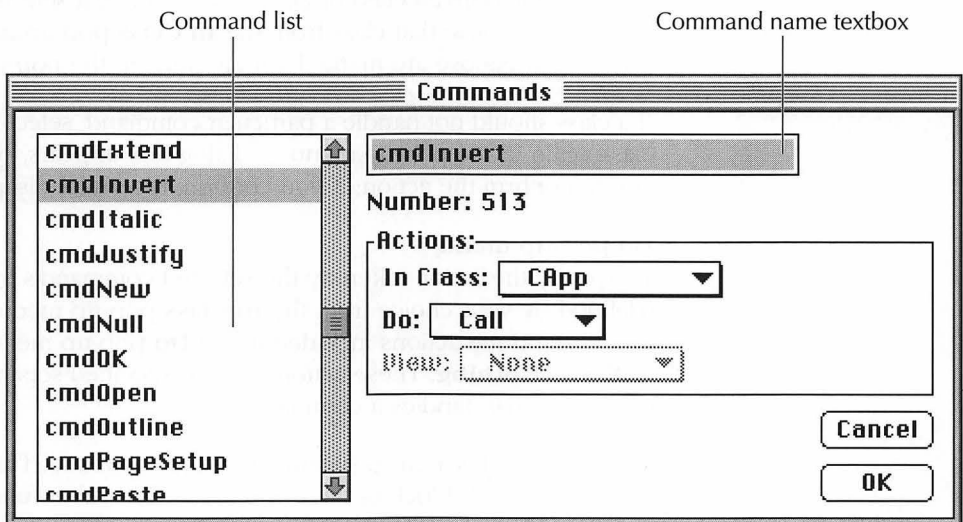 Command list
Command name textbox
Commands
cmdExtend
cmdInvert
cmdItalic
cmdJustify
cmdNew
cmdNull
cmdOK
cmdOpen
cmdOutline
cmdPageSetup
cmdPaste
cmdInvert
Number: 513
Actions:
In Class: CApp
Do: Call
View: None
Cancel
OK